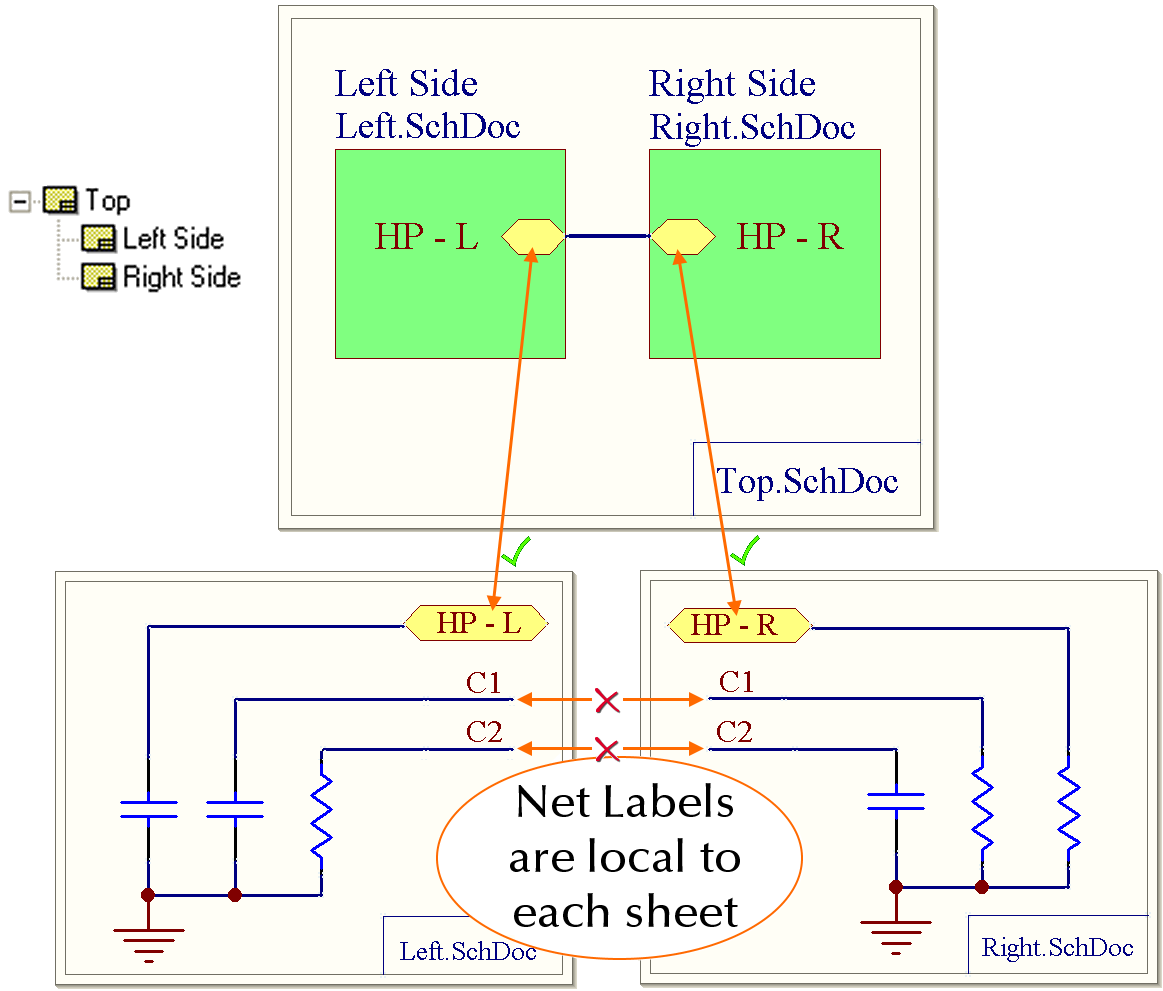 Left Side
Left.SchDoc
Right Side
Right.SchDoc
Top
Left Side
Right Side
HP - L
HP - R
Top.SchDoc
HP - L
C1
C2
Left.SchDoc
HP - R
C1
C2
Right.SchDoc
Net Labels
are local to
each sheet